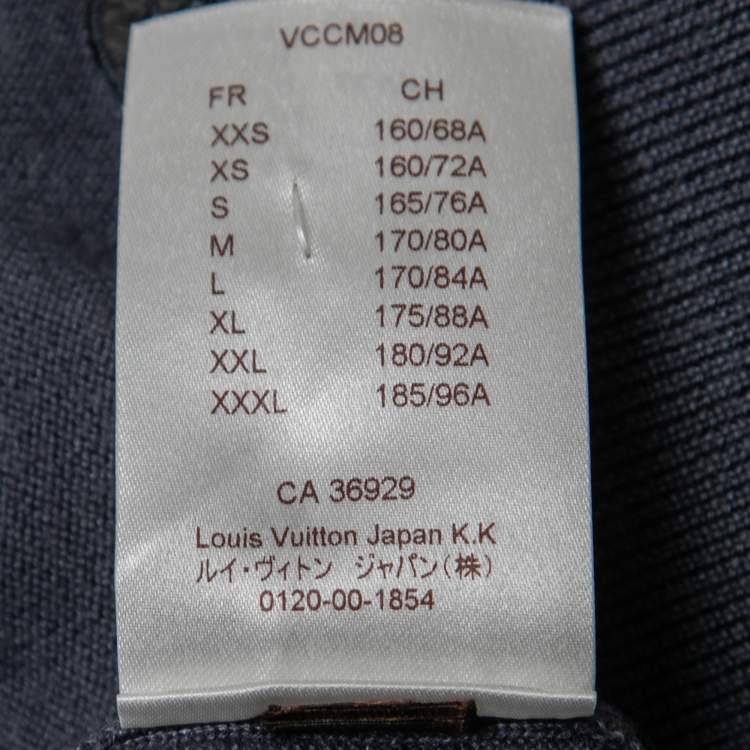 VCCM08
FR CH
XXS 160/68A
XS 160/72A
S 165/76A
M 170/80A
L 170/84A
XL 175/88A
XXL 180/92A
XXXL 185/96A
CA 36929
Louis Vuitton Japan K.K
ルイ・ヴィトン ジャパン(株)
0120-00-1854